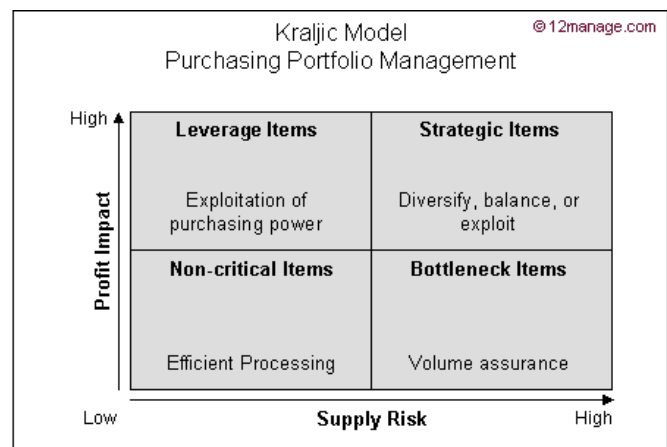 Kraljic Model
Purchasing Portfolio Management
©12manage.com
High
Leverage Items
Strategic Items
Exploitation of
purchasing power
Diversify, balance, or
exploit
Profit Impact
Non-critical Items
Bottleneck Items
Efficient Processing
Volume assurance
Low
Supply Risk
High